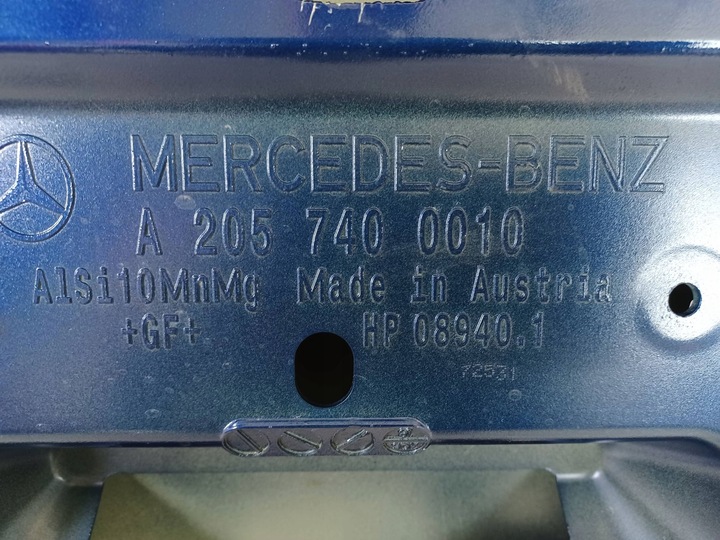 MERCEDES-BENZ
A 205 740 0010
AlSi10MnMg Made in Austria
+GF+ HP 08940.1
72531